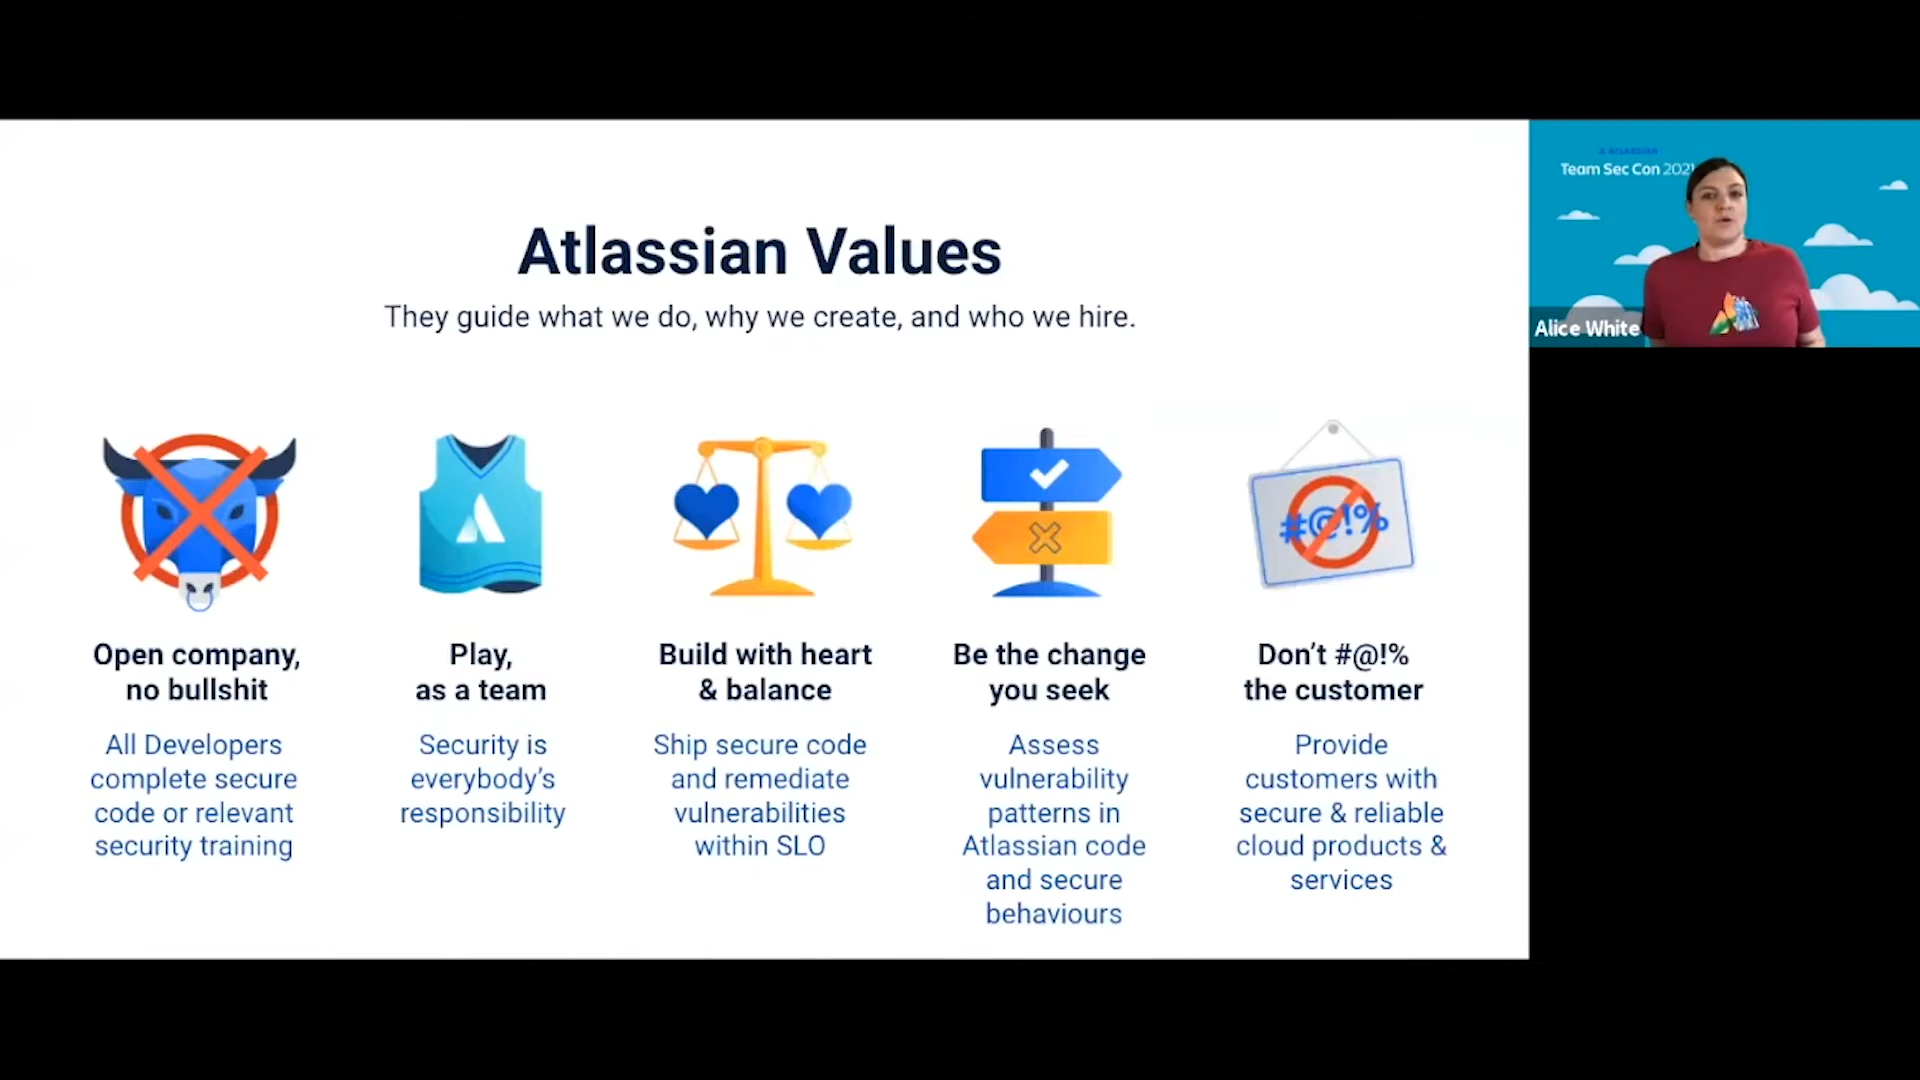 Atlassian Values
They guide what we do, why we create, and who we hire.
#@!%
Open company,
no bullshit
All Developers
complete secure
code or relevant
security training
Play,
as a team
Security is
everybody's
responsibility
Build with heart
& balance
Ship secure code
and remediate
vulnerabilities
within SLO
Be the change
you seek
Assess
vulnerability
patterns in
Atlassian code
and secure
behaviours
Don't #@!%
the customer
Provide
customers with
secure & reliable
cloud products &
services
ATLASSIAN
Team Sec Con 2021
Alice White